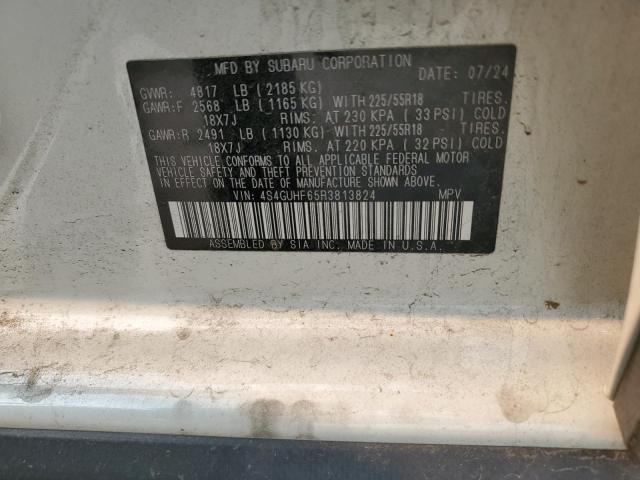 MFD BY SUBARU CORPORATION
DATE: 07/24
GVWR: 4817 LB (2185 KG)
GAWR:F 2568 LB (1165 KG) WITH 225/55R18 TIRES.
18X7J RIMS. AT 230 KPA (33 PSI) COLD
GAWR:R 2491 LB (1130 KG) WITH 225/55R18 TIRES.
18X7J RIMS. AT 220 KPA (32 PSI) COLD
THIS VEHICLE CONFORMS TO ALL APPLICABLE FEDERAL MOTOR
VEHICLE SAFETY STANDARDS IN EFFECT ON THE DATE
OF MANUFACTURE SHOWN ABOVE.
VIN: 4S4GUHF65R3813824 MPV
ASSEMBLED BY SIA INC. MADE IN U.S.A.